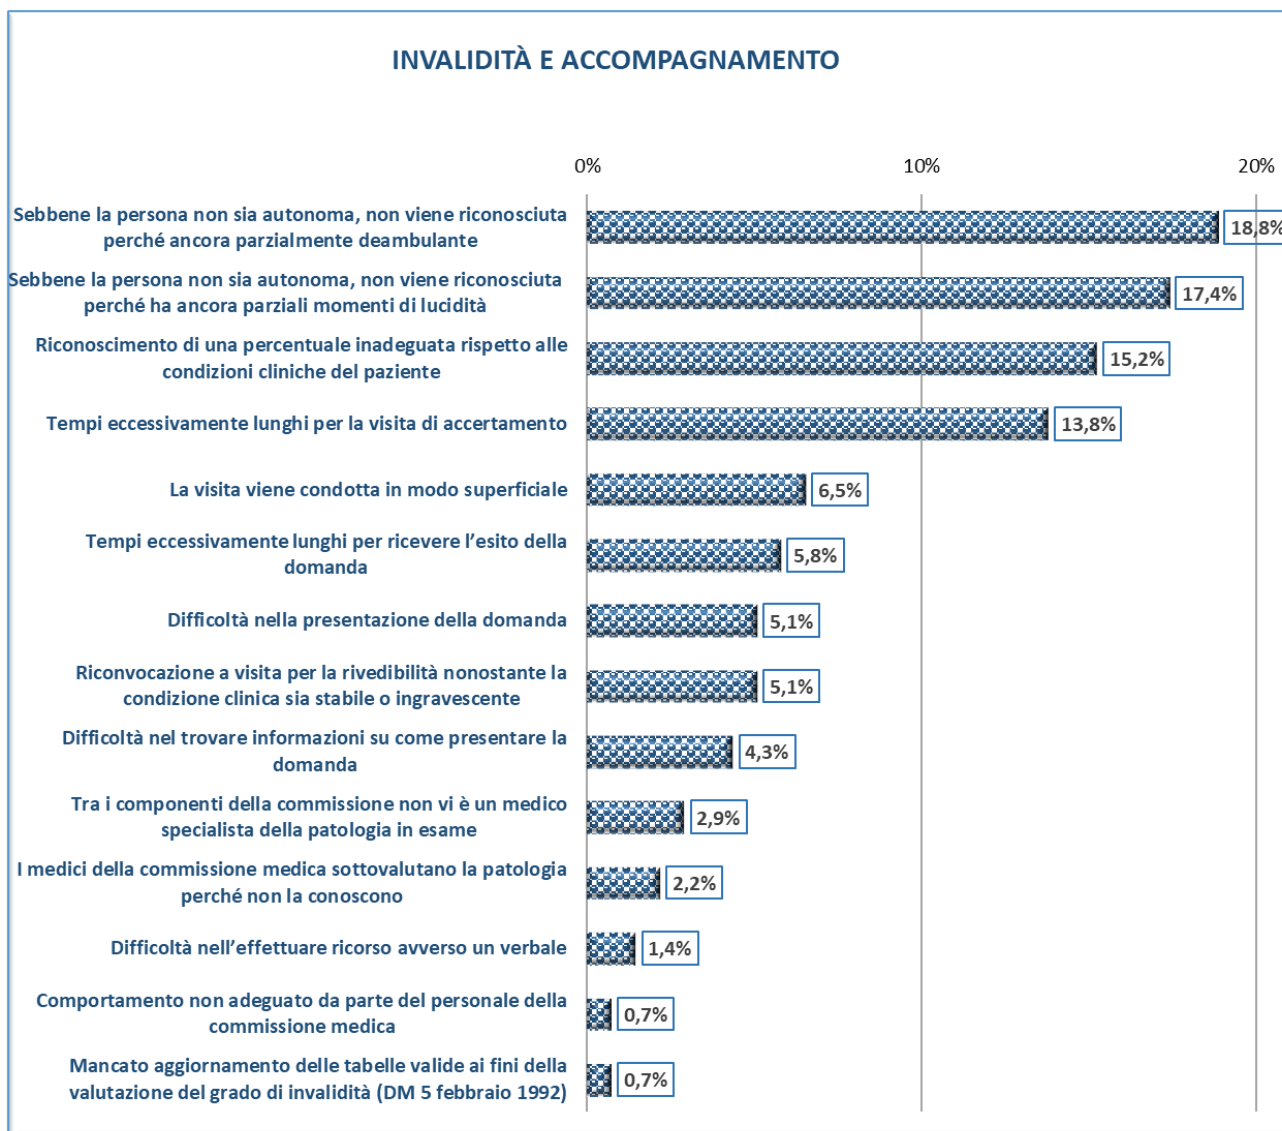 INVALIDITÀ E ACCOMPAGNAMENTO
0%
10%
20%
Sebbene la persona non sia autonoma, non viene riconosciuta
perché ancora parzialmente deambulante
18,8%
Sebbene la persona non sia autonoma, non viene riconosciuta
perché ha ancora parziali momenti di lucidità
17,4%
Riconoscimento di una percentuale inadeguata rispetto alle
condizioni cliniche del paziente
15,2%
Tempi eccessivamente lunghi per la visita di accertamento
13,8%
La visita viene condotta in modo superficiale
6,5%
Tempi eccessivamente lunghi per ricevere l’esito della
domanda
5,8%
Difficoltà nella presentazione della domanda
5,1%
Riconvocazione a visita per la rivedibilità nonostante la
condizione clinica sia stabile o ingravescente
5,1%
Difficoltà nel trovare informazioni su come presentare la
domanda
4,3%
Tra i componenti della commissione non vi è un medico
specialista della patologia in esame
2,9%
I medici della commissione medica sottovalutano la patologia
perché non la conoscono
2,2%
Difficoltà nell’effettuare ricorso avverso un verbale
1,4%
Comportamento non adeguato da parte del personale della
commissione medica
0,7%
Mancato aggiornamento delle tabelle valide ai fini della
valutazione del grado di invalidità (DM 5 febbraio 1992)
0,7%